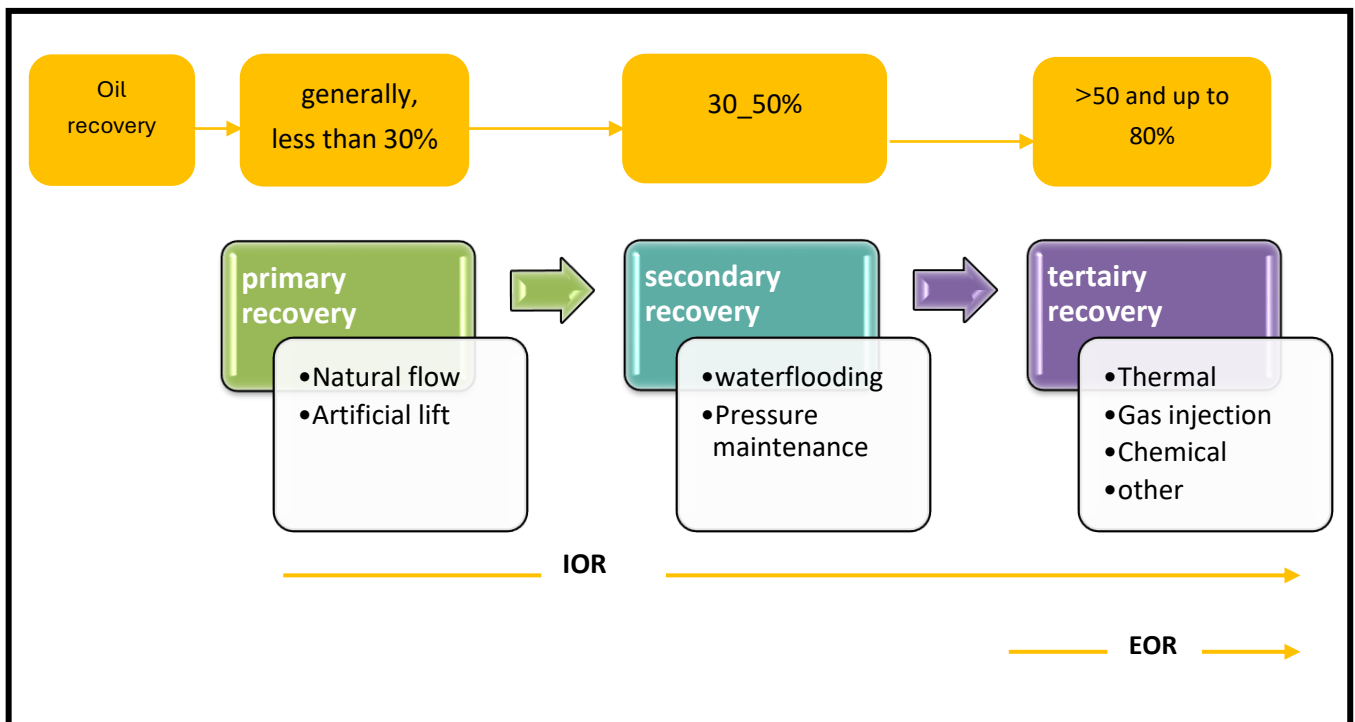 Oil
recovery
generally,
less than 30%
30_50%
>50 and up to
80%
primary
recovery
•Natural flow
•Artificial lift
secondary
recovery
•waterflooding
•Pressure
maintenance
tertairy
recovery
•Thermal
•Gas injection
•Chemical
•other
IOR
EOR